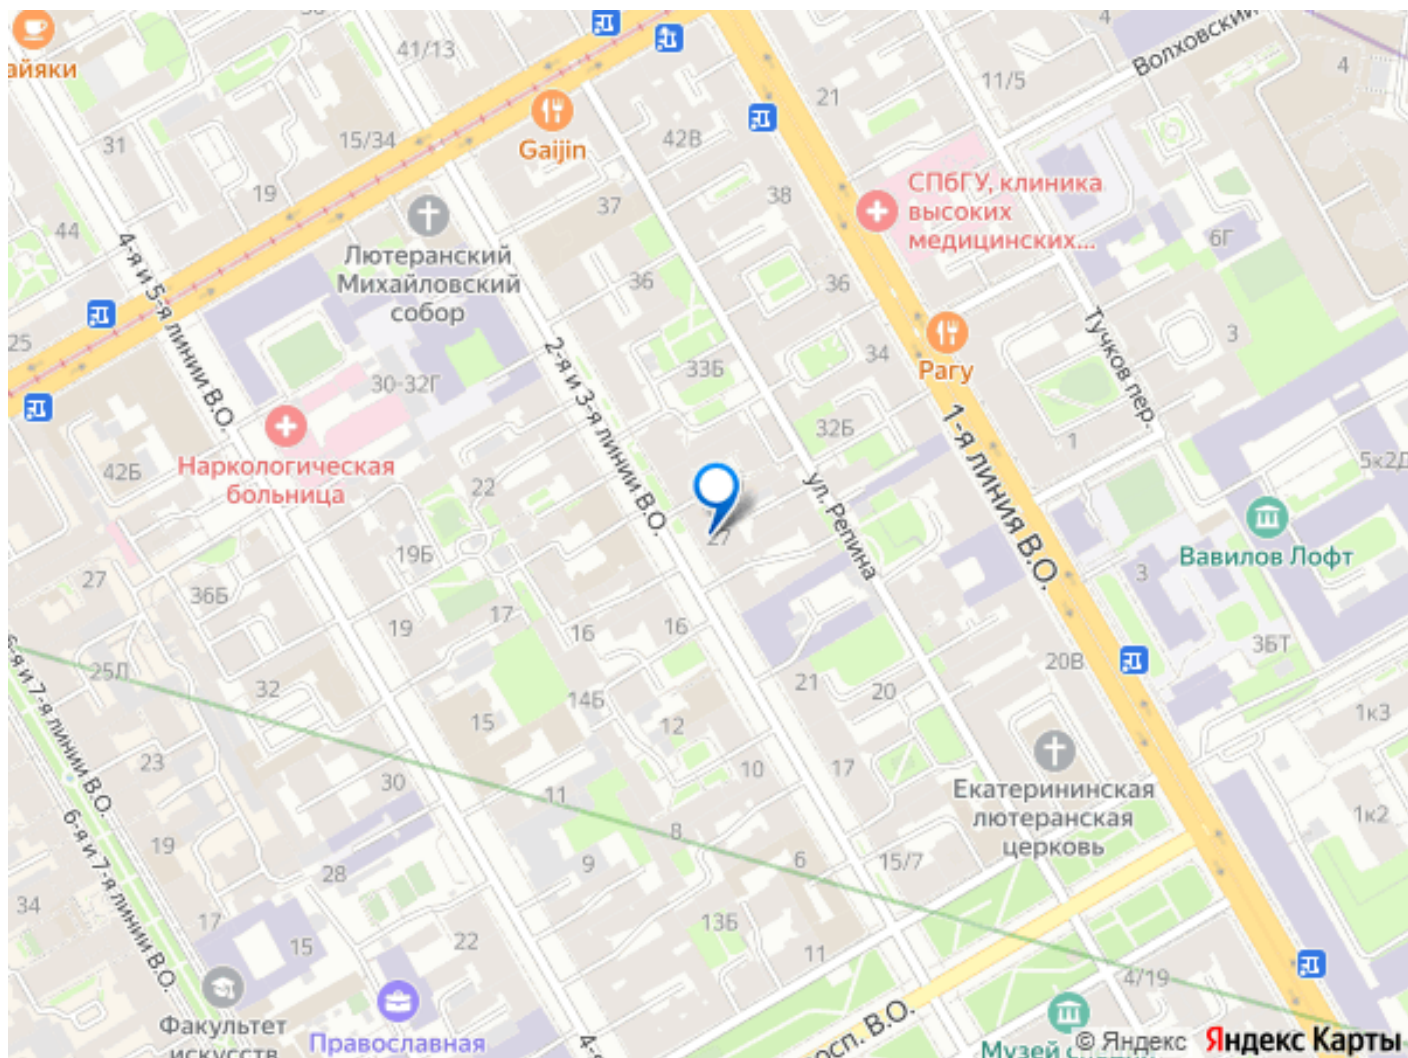 айяки
41/13
4
Волховский
4
11/5
21
Gaijin
42В
31
15/34
СПбГУ, клиника
высоких
медицинских...
19
38
37
44
6Г
4-я и 5-я линии В.О.
Лютеранский
Михайловский
собор
36
36
25
2-я и 3-я линии В.О.
Тучков пер.
3
34
Рагу
33Б
30-32Г
1-я линия В.О.
32Б
1
42Б
Наркологическая
больница
5к2Д
22
ул. Репина
27
19Б
Вавилов Лофт
27
3
36Б
17
19
16
16
3БТ
6-я и 7-я линии В.О.
25Л
20В
32
21
20
14Б
15
12
1к3
23
10
17
30
11
Екатерининская
лютеранская
церковь
6-я и 7-я линии В.О.
1к2
8
19
9
6
15/7
28
34
17
13Б
15
22
11
4/19
Факультет
искусств
Православная
4-я
просп. В.О.
Музей
© Яндекс Яндекс Карты